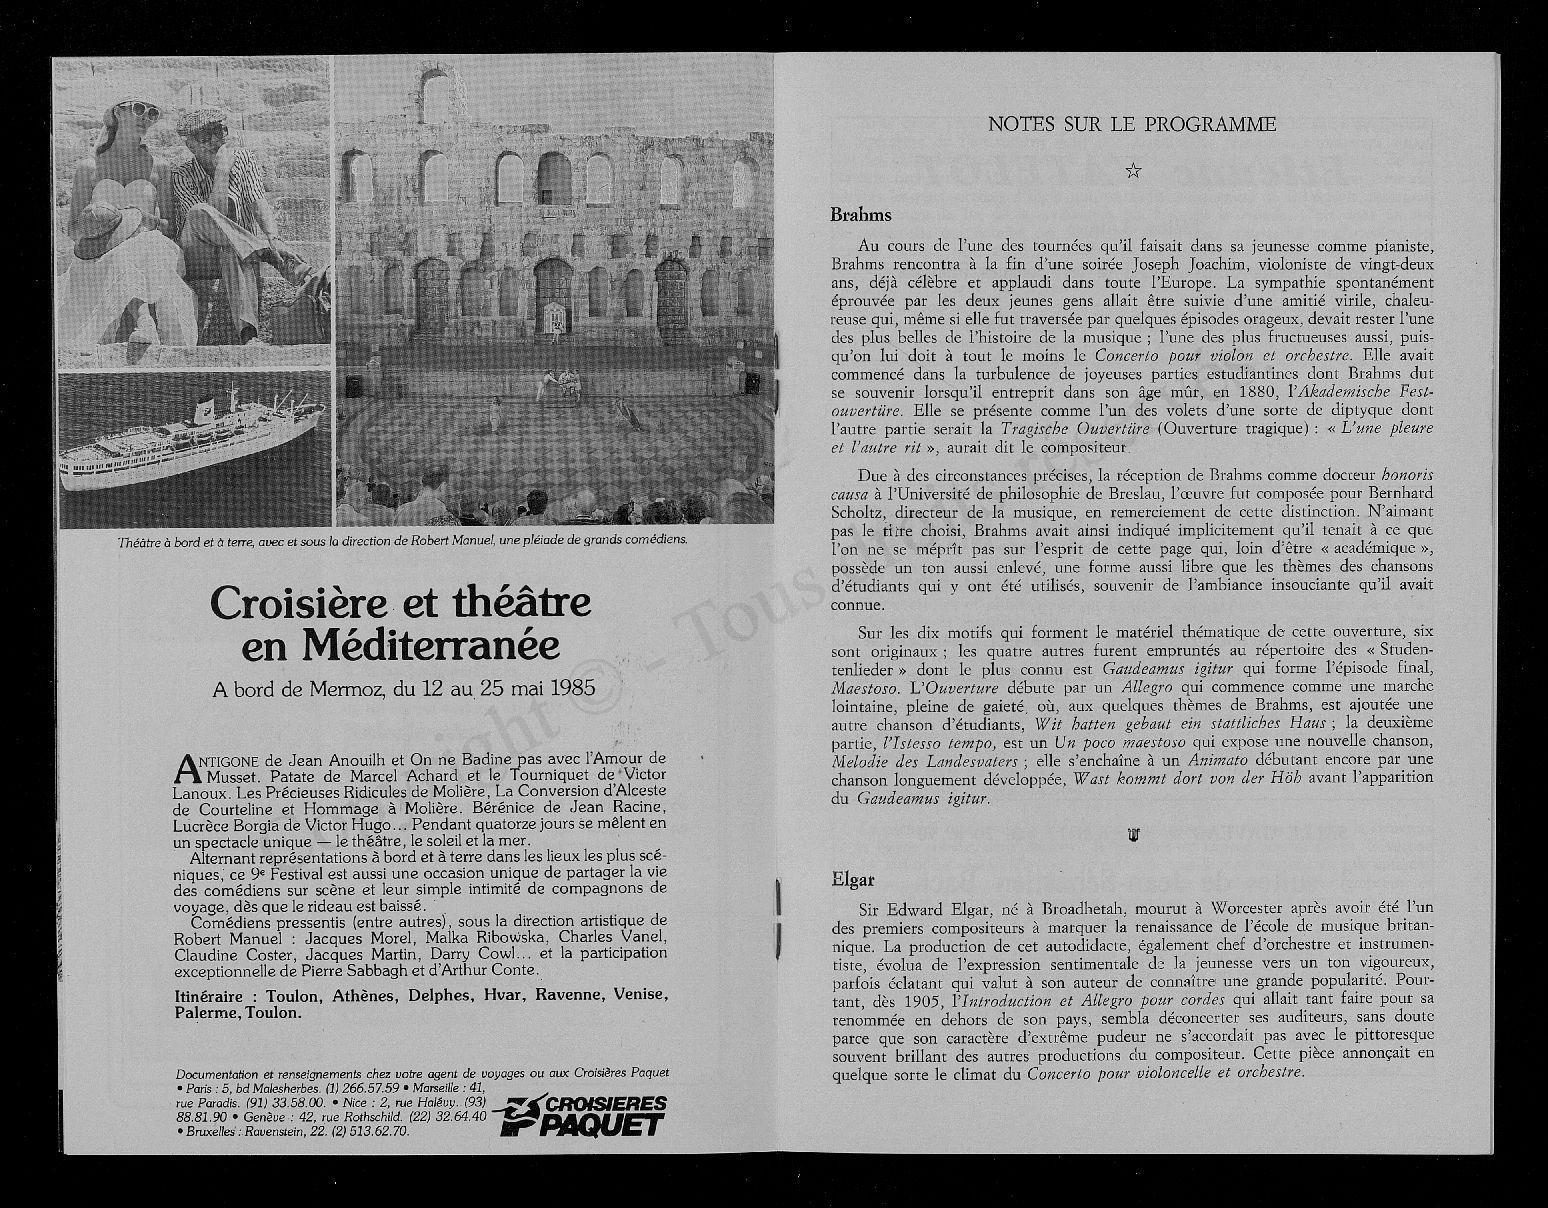 Théâtre à bord et à terre, avec et sous la direction de Robert Manuel, une pléiade de grands comédiens.
Croisière et théâtre
en Méditerranée
A bord de Mermoz, du 12 au 25 mai 1985
ANTIGONE de Jean Anouilh et On ne Badine pas avec l'Amour de
Musset. Patate de Marcel Achard et le Tourniquet de Victor
Lanoux. Les Précieuses Ridicules de Molière, La Conversion d'Alceste
de Courteline et Hommage à Molière. Bérénice de Jean Racine,
Lucrèce Borgia de Victor Hugo... Pendant quatorze jours se mêlent en
un spectacle unique — le théâtre, le soleil et la mer.
Alternant représentations à bord et à terre dans les lieux les plus scé-
niques, ce 9e Festival est aussi une occasion unique de partager la vie
des comédiens sur scène et leur simple intimité de compagnons de
voyage, dès que le rideau est baissé.
Comédiens pressentis (entre autres), sous la direction artistique de
Robert Manuel : Jacques Morel, Malka Ribowska, Charles Vanel,
Claudine Coster, Jacques Martin, Darry Cowl... et la participation
exceptionnelle de Pierre Sabbagh et d'Arthur Conte.
Itinéraire : Toulon, Athènes, Delphes, Hvar, Ravenne, Venise,
Palerme, Toulon.
Documentation et renseignements chez votre agent de voyages ou aux Croisières Paquet
• Paris : 5, bd Malesherbes. (1) 266.57.59 • Marseille : 41,
rue Paradis. (91) 33.58.00. • Nice : 2, rue Halévy. (93)
88.81.90 • Genève : 42, rue Rothschild. (22) 32.64.40
• Bruxelles : Ravenstein, 22. (2) 513.62.70.
CROISIERES
PAQUET
NOTES SUR LE PROGRAMME
Brahms
Au cours de l'une des tournées qu'il faisait dans sa jeunesse comme pianiste,
Brahms rencontra à la fin d'une soirée Joseph Joachim, violoniste de vingt-deux
ans, déjà célèbre et applaudi dans toute l'Europe. La sympathie spontanément
éprouvée par les deux jeunes gens allait être suivie d'une amitié virile, chaleu-
reuse qui, même si elle fut traversée par quelques épisodes orageux, devait rester l'une
des plus belles de l'histoire de la musique ; l'une des plus fructueuses aussi, puis-
qu'on lui doit à tout le moins le Concerto pour violon et orchestre. Elle avait
commencé dans la turbulence de joyeuses parties estudiantines dont Brahms dut
se souvenir lorsqu'il entreprit dans son âge mûr, en 1880, l'Akademische Fest-
ouvertüre. Elle se présente comme l'un des volets d'une sorte de diptyque dont
l'autre partie serait la Tragische Ouvertüre (Ouverture tragique) : « L'une pleure
et l'autre rit », aurait dit le compositeur.
Due à des circonstances précises, la réception de Brahms comme docteur honoris
causa à l'Université de philosophie de Breslau, l'œuvre fut composée pour Bernhard
Scholtz, directeur de la musique, en remerciement de cette distinction. N'aimant
pas le titre choisi, Brahms avait ainsi indiqué implicitement qu'il tenait à ce que
l'on ne se méprît pas sur l'esprit de cette page qui, loin d'être « académique »,
possède un ton aussi enlevé, une forme aussi libre que les thèmes des chansons
d'étudiants qui y ont été utilisés, souvenir de l'ambiance insouciante qu'il avait
connue.
Sur les dix motifs qui forment le matériel thématique de cette ouverture, six
sont originaux ; les quatre autres furent empruntés au répertoire des « Studen-
tenlieder » dont le plus connu est Gaudeamus igitur qui forme l'épisode final,
Maestoso. L'Ouverture débute par un Allegro qui commence comme une marche
lointaine, pleine de gaieté, où, aux quelques thèmes de Brahms, est ajoutée une
autre chanson d'étudiants, Wit hatten gebaut ein stattliches Haus ; la deuxième
partie, l'Istesso tempo, est un Un poco maestoso qui expose une nouvelle chanson,
Melodie des Landesvaters ; elle s'enchaîne à un Animato débutant encore par une
chanson longuement développée, Wast kommt dort von der Höh avant l'apparition
du Gaudeamus igitur.
Elgar
Sir Edward Elgar, né à Broadhetah, mourut à Worcester après avoir été l'un
des premiers compositeurs à marquer la renaissance de l'école de musique britan-
nique. La production de cet autodidacte, également chef d'orchestre et instrumen-
tiste, évolua de l'expression sentimentale de la jeunesse vers un ton vigoureux,
parfois éclatant qui valut à son auteur de connaître une grande popularité. Pour-
tant, dès 1905, l'Introduction et Allegro pour cordes qui allait tant faire pour sa
renommée en dehors de son pays, sembla déconcerter ses auditeurs, sans doute
parce que son caractère d'extrême pudeur ne s'accordait pas avec le pittoresque
souvent brillant des autres productions du compositeur. Cette pièce annonçait en
quelque sorte le climat du Concerto pour violoncelle et orchestre.